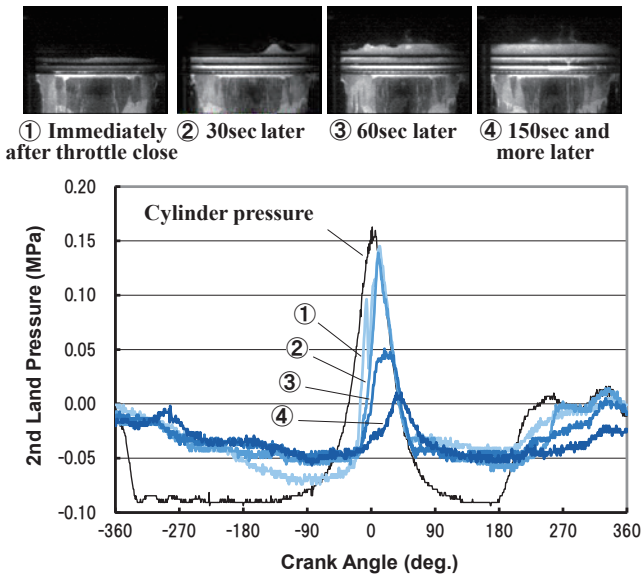 ① Immediately
after throttle close
② 30sec later
③ 60sec later
④ 150sec and
more later
0.20
0.15
0.10
0.05
0.00
-0.05
-0.10
2nd Land Pressure (MPa)
Cylinder pressure
①
②
③
④
-360 -270 -180 -90 0 90 180 270 360
Crank Angle (deg.)